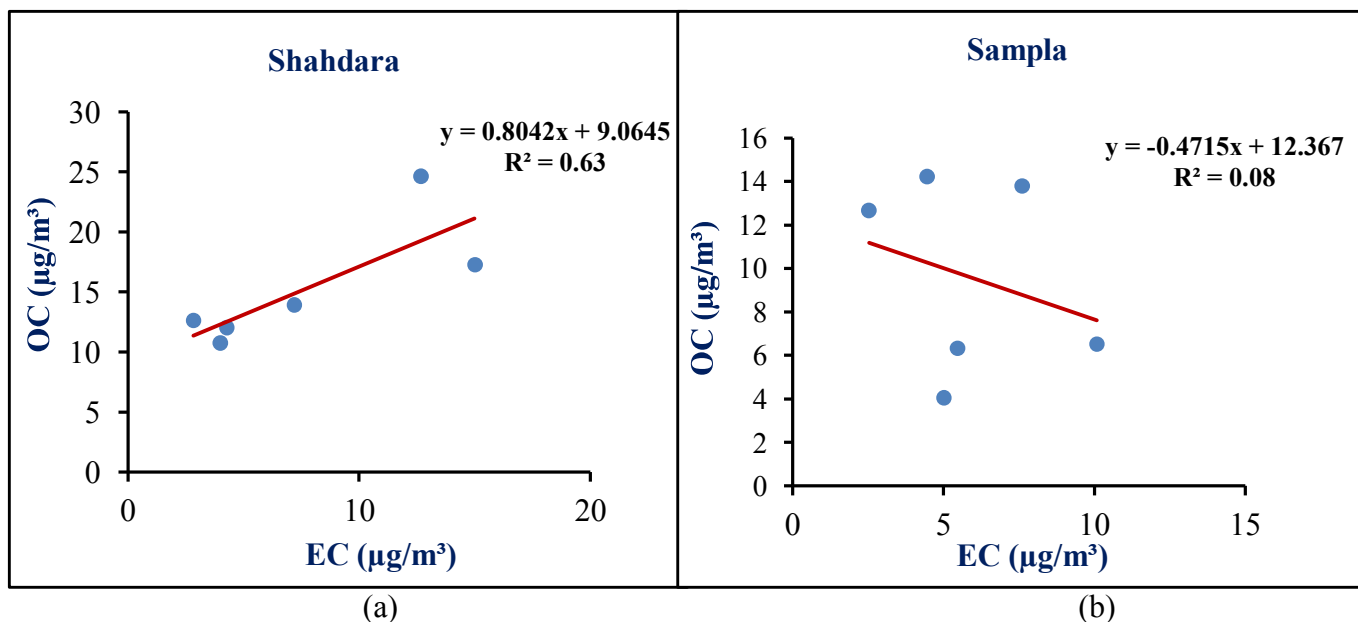 Shahdara
y = 0.8042x + 9.0645
R² = 0.63
OC (µg/m³)
30
25
20
15
10
5
0
0 10 20
EC (µg/m³)
(a)
Sampla
y = -0.4715x + 12.367
R² = 0.08
OC (µg/m³)
16
14
12
10
8
6
4
2
0
0 5 10 15
EC (µg/m³)
(b)